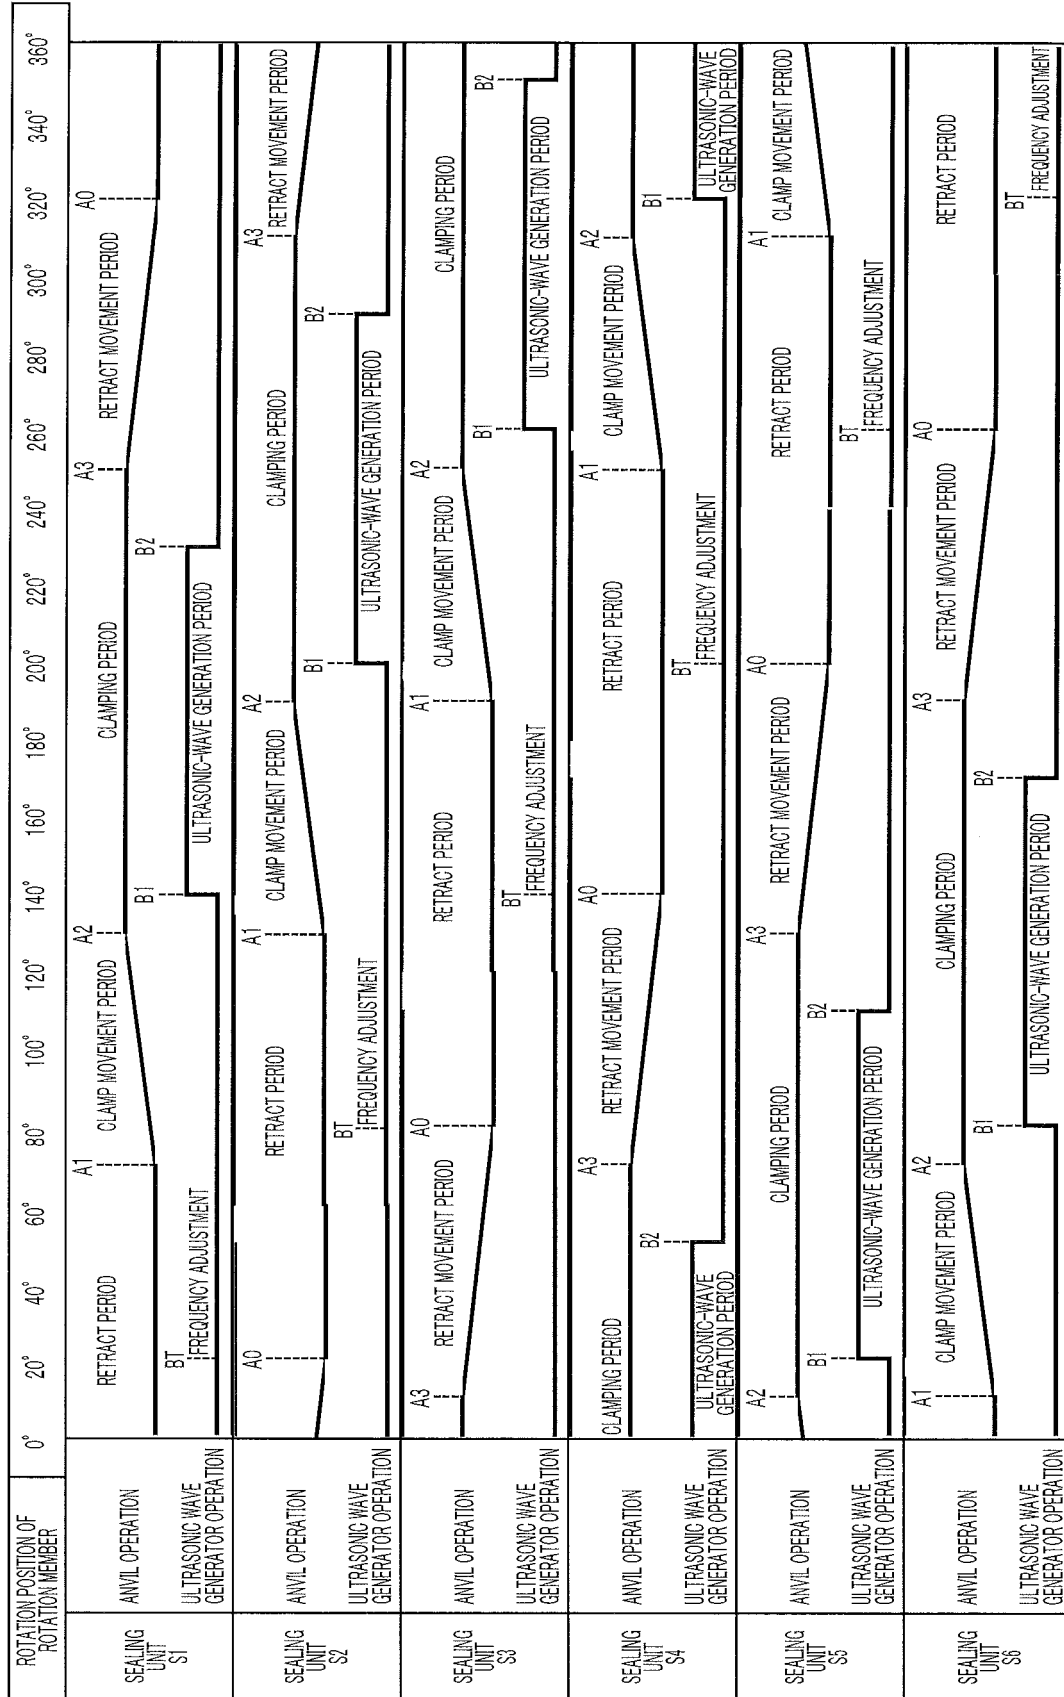 ROTATION POSITION OF
ROTATION MEMBER
0° 20° 40° 60° 80° 100° 120° 140° 160° 180° 200° 220° 240° 260° 280° 300° 320° 340° 360°
SEALING
UNIT
S1
ANVIL OPERATION
RETRACT PERIOD
A1
CLAMP MOVEMENT PERIOD
A2
CLAMPING PERIOD
A3
RETRACT MOVEMENT PERIOD
A0
ULTRASONIC WAVE
GENERATOR OPERATION
BT
FREQUENCY ADJUSTMENT
B1
ULTRASONIC-WAVE GENERATION PERIOD
B2
SEALING
UNIT
S2
ANVIL OPERATION
A0
RETRACT PERIOD
A1
CLAMP MOVEMENT PERIOD
A2
CLAMPING PERIOD
A3
RETRACT MOVEMENT PERIOD
ULTRASONIC WAVE
GENERATOR OPERATION
BT
FREQUENCY ADJUSTMENT
B1
ULTRASONIC-WAVE GENERATION PERIOD
B2
SEALING
UNIT
S3
ANVIL OPERATION
A3
RETRACT MOVEMENT PERIOD
A0
RETRACT PERIOD
A1
CLAMP MOVEMENT PERIOD
A2
CLAMPING PERIOD
ULTRASONIC WAVE
GENERATOR OPERATION
BT
FREQUENCY ADJUSTMENT
B1
ULTRASONIC-WAVE GENERATION PERIOD
B2
SEALING
UNIT
S4
ANVIL OPERATION
CLAMPING PERIOD
A3
RETRACT MOVEMENT PERIOD
A0
RETRACT PERIOD
A1
CLAMP MOVEMENT PERIOD
A2
ULTRASONIC WAVE
GENERATOR OPERATION
ULTRASONIC-WAVE
GENERATION PERIOD
B2
BT
FREQUENCY ADJUSTMENT
B1
ULTRASONIC-WAVE
GENERATION PERIOD
SEALING
UNIT
S5
ANVIL OPERATION
A2
CLAMPING PERIOD
A3
RETRACT MOVEMENT PERIOD
A0
RETRACT PERIOD
A1
CLAMP MOVEMENT PERIOD
ULTRASONIC WAVE
GENERATOR OPERATION
B1
ULTRASONIC-WAVE GENERATION PERIOD
B2
BT
FREQUENCY ADJUSTMENT
SEALING
UNIT
S6
ANVIL OPERATION
A1
CLAMP MOVEMENT PERIOD
A2
CLAMPING PERIOD
A3
RETRACT MOVEMENT PERIOD
A0
RETRACT PERIOD
ULTRASONIC WAVE
GENERATOR OPERATION
B1
ULTRASONIC-WAVE GENERATION PERIOD
B2
BT
FREQUENCY ADJUSTMENT